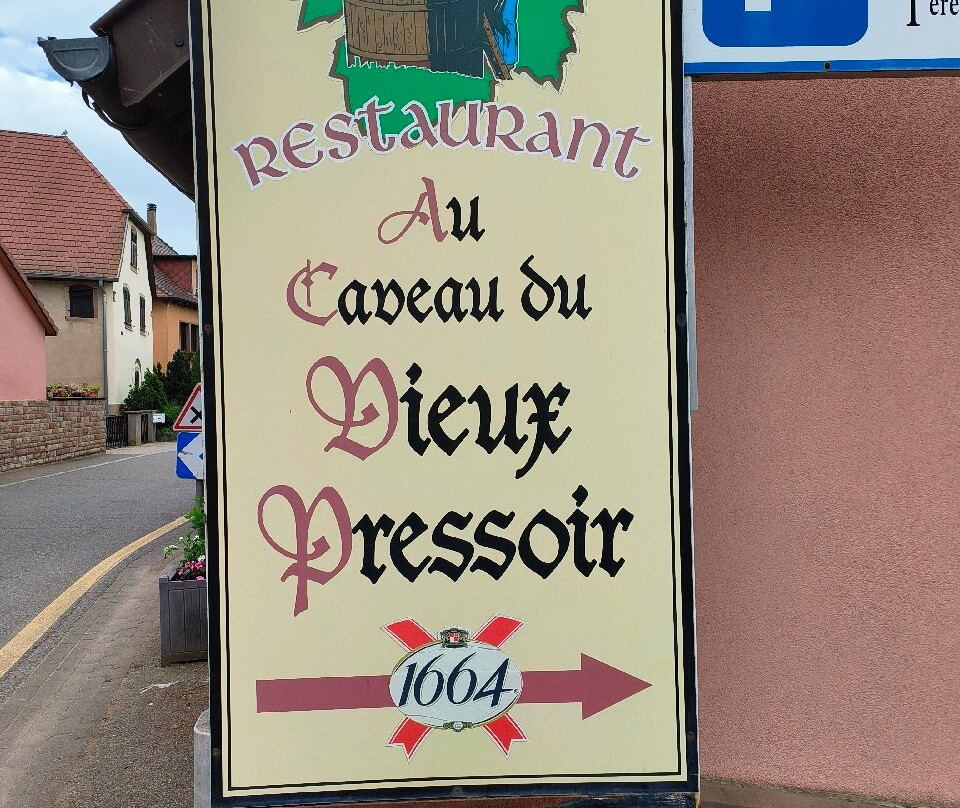 RESTAURANT
Au
Caveau du
Vieux
Pressoir
1664